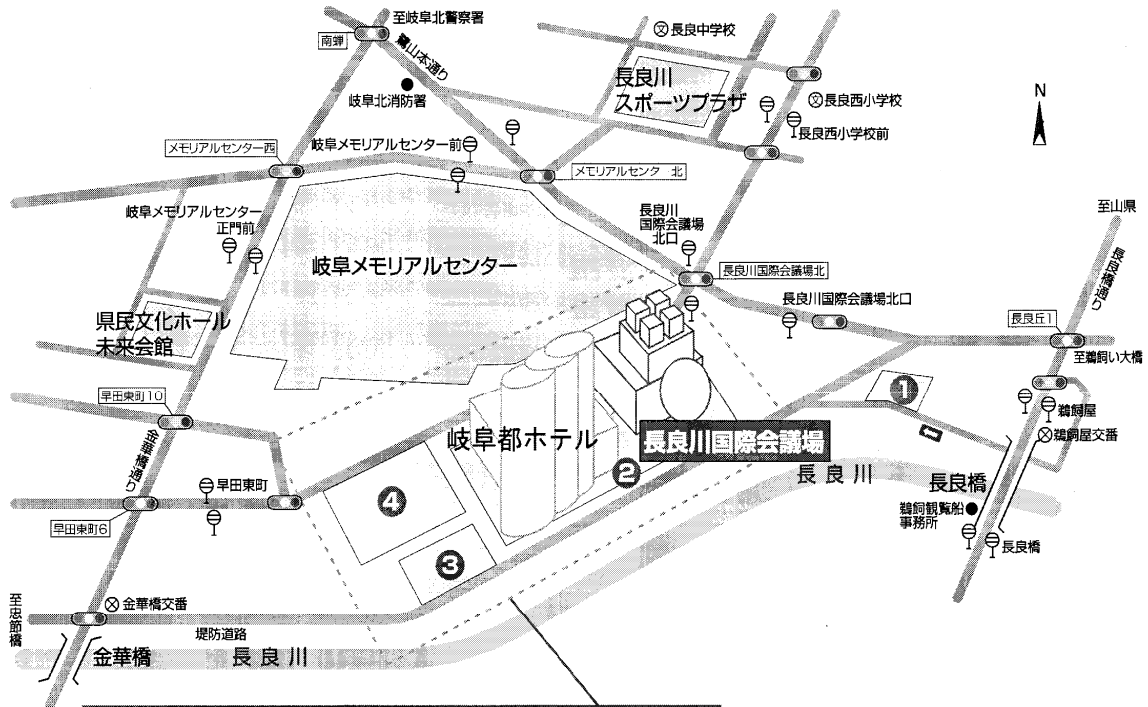 至岐阜北警察署
南蝉
鷺山本通り
岐阜北消防署
長良中学校
長良川
スポーツプラザ
長良西小学校
長良西小学校前
N
メモリアルセンター西
岐阜メモリアルセンター前
メモリアルセンタ 北
岐阜メモリアルセンター
正門前
長良川
国際会議場
北口
至山県
長良橋通り
岐阜メモリアルセンター
長良川国際会議場北
長良川国際会議場北口
長良丘1
県民文化ホール
未来会館
至鵜飼い大橋
早田東町10
1
鵜飼屋
鵜飼屋交番
金華橋通り
岐阜都ホテル
長良川国際会議場
2
長良川
長良橋
早田東町
4
早田東町6
鵜飼観覧船
事務所
長良橋
3
至忠節橋
金華橋交番
堤防道路
金華橋
長良川